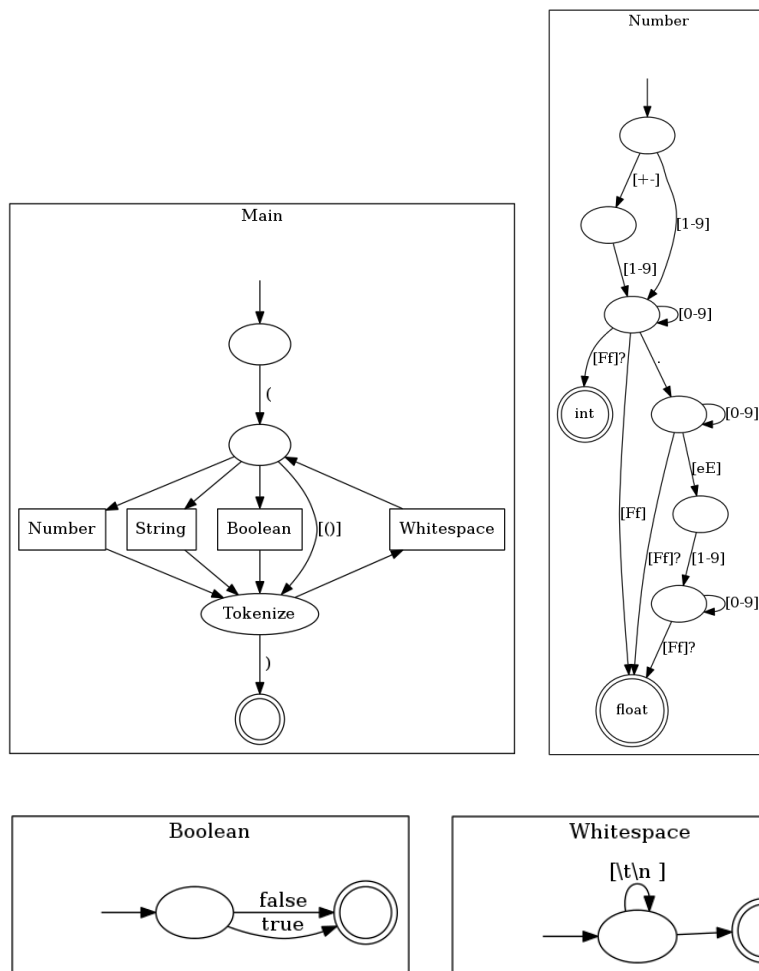 Number
[+-]
[1-9]
[1-9]
[0-9]
[Ff]?
.
int
[0-9]
[Ff]
[eE]
[Ff]?
[1-9]
[0-9]
[Ff]?
float
Main
(
Number
String
Boolean
[()]
Whitespace
Tokenize
)
Boolean
false
true
Whitespace
[\t\n ]